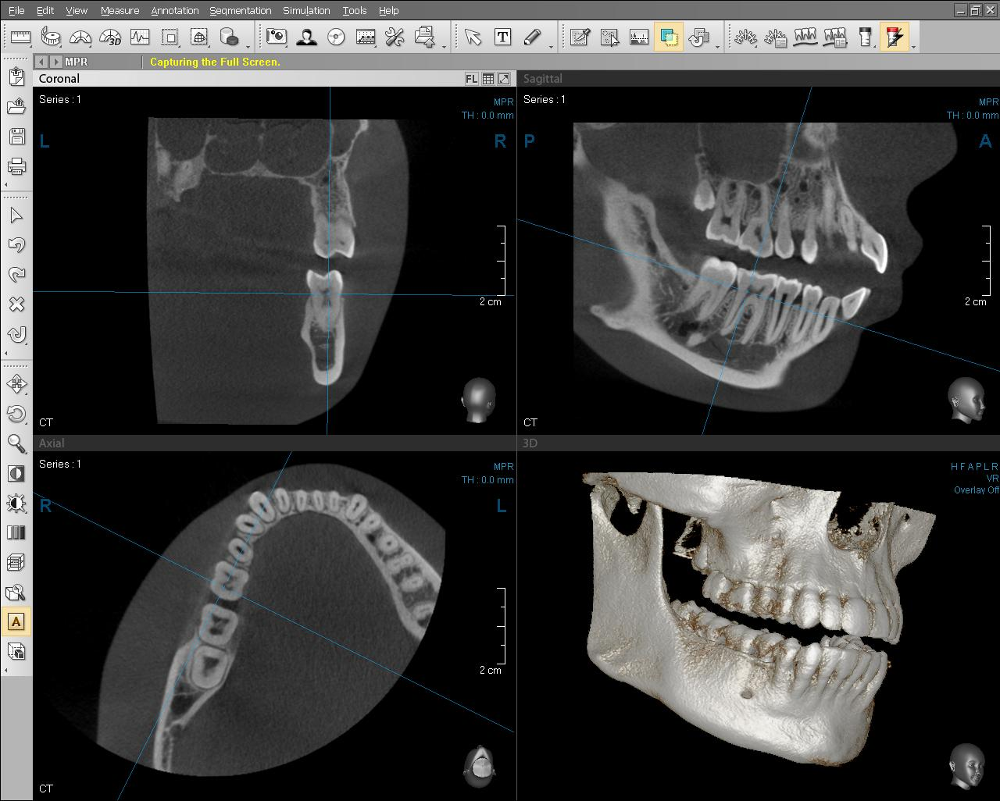 File Edit View Measure Annotation Segmentation Simulation Tools Help
3D
T
MPR Capturing the Full Screen.
Coronal FL
Series : 1
MPR
TH : 0.0 mm
L R
2 cm
CT
Sagittal
Series : 1
MPR
TH : 0.0 mm
P A
2 cm
CT
Axial
Series : 1
MPR
TH : 0.0 mm
R L
2 cm
CT
3D
H F A P L R
VR
Overlay Off
A